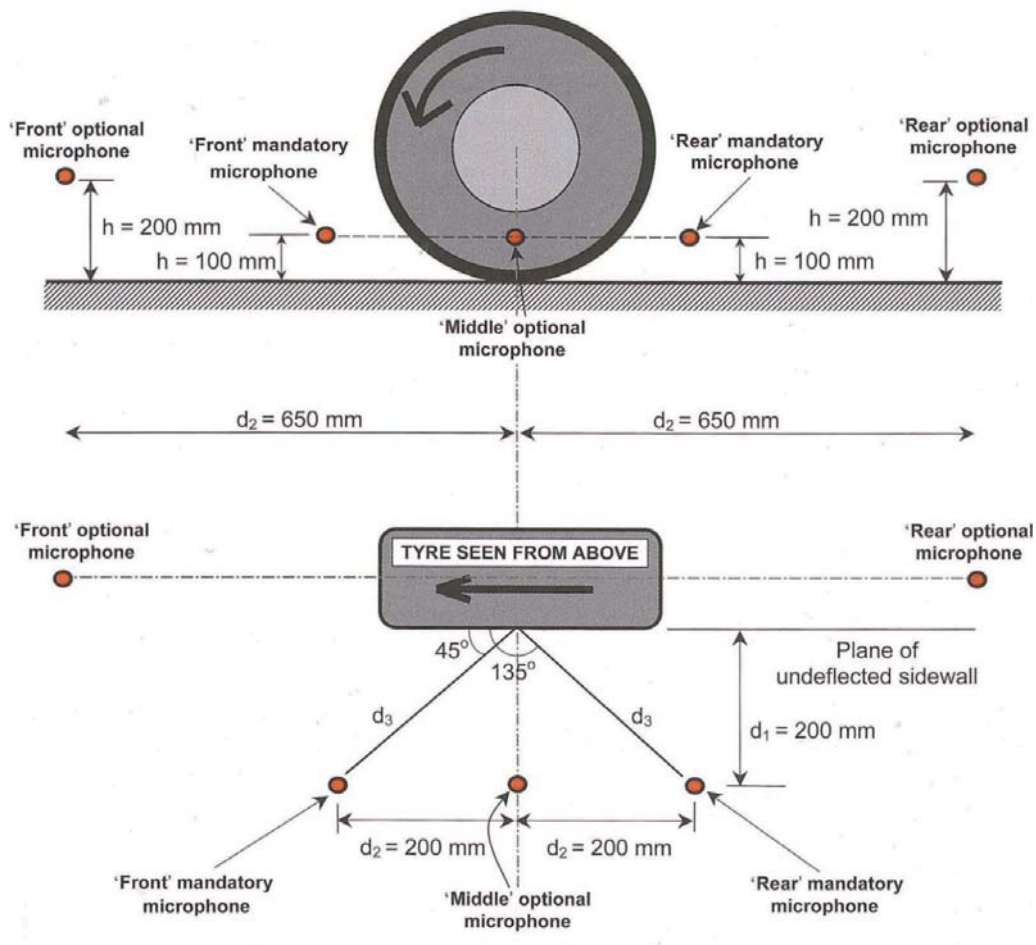 'Front' optional
microphone
'Front' mandatory
microphone
'Rear' mandatory
microphone
'Rear' optional
microphone
h = 200 mm
h = 100 mm
h = 100 mm
h = 200 mm
'Middle' optional
microphone
d₂ = 650 mm
d₂ = 650 mm
'Front' optional
microphone
TYRE SEEN FROM ABOVE
'Rear' optional
microphone
45°
135°
Plane of
undeflected sidewall
d₃
d₃
d₁ = 200 mm
d₂ = 200 mm
d₂ = 200 mm
'Front' mandatory
microphone
'Middle' optional
microphone
'Rear' mandatory
microphone